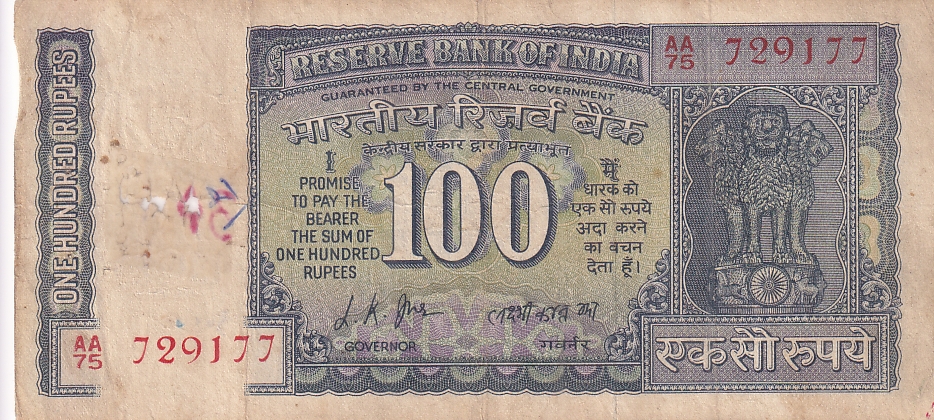 ONE HUNDRED RUPEES
RESERVE BANK OF INDIA
AA
75
729177
GUARANTEED BY THE CENTRAL GOVERNMENT
भारतीय रिज़र्व बैंक
केन्द्रीय सरकार द्वारा प्रत्याभूत
I
PROMISE
TO PAY THE
BEARER
THE SUM OF
ONE HUNDRED
RUPEES
100
मैं
धारक को
एक सौ रुपये
अदा करने
का वचन
देता हूँ।
L. K. Jha
GOVERNOR
गवर्नर
AA
75
729177
एक सौ रुपये